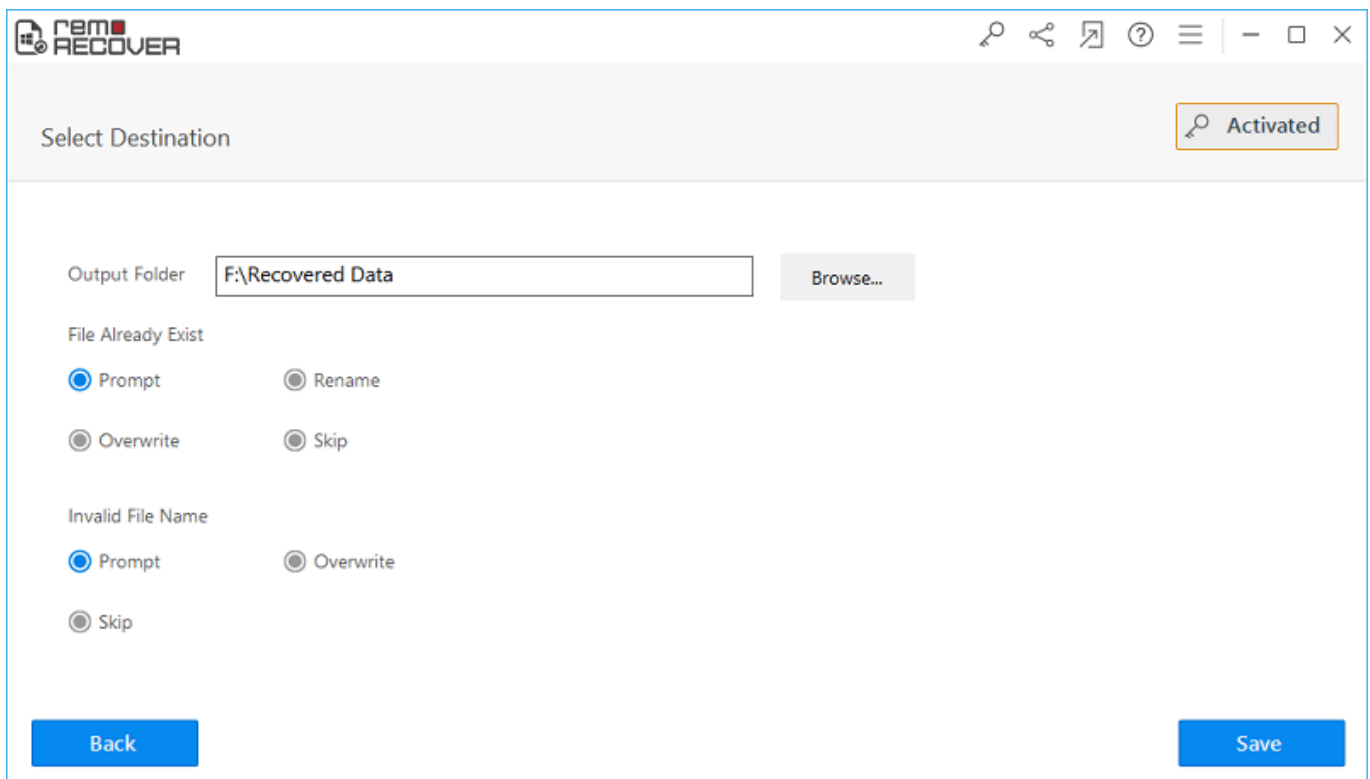 remo
RECOVER
Select Destination
Activated
Output Folder
F:\Recovered Data
Browse...
File Already Exist
Prompt
Rename
Overwrite
Skip
Invalid File Name
Prompt
Overwrite
Skip
Back
Save